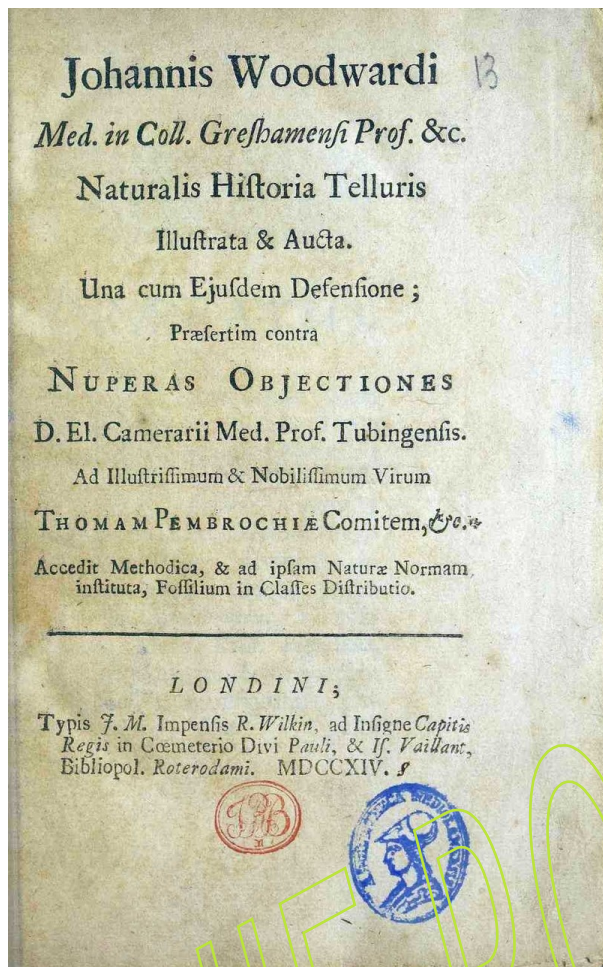 Johannis Woodwardi
13
Med. in Coll. Greſhamenſi Prof. &c.
Naturalis Hiſtoria Telluris
Illuſtrata & Aucta.
Una cum Ejuſdem Defenſione ;
Præſertim contra
NUPERAS OBJECTIONES
D. El. Camerarii Med. Prof. Tubingenſis.
Ad Illuſtriſſimum & Nobiliſſimum Virum
THOMAM PEMBROCHIÆ Comitem, &c.
Accedit Methodica, & ad ipſam Naturæ Normam
inſtituta, Foſſilium in Claſſes Diſtributio.
LONDINI;
Typis J. M. Impenſis R. Wilkin, ad Inſigne Capitis
Regis in Cœmeterio Divi Pauli, & Iſ. Vaillant,
Bibliopol. Roterodami. MDCCXIV.